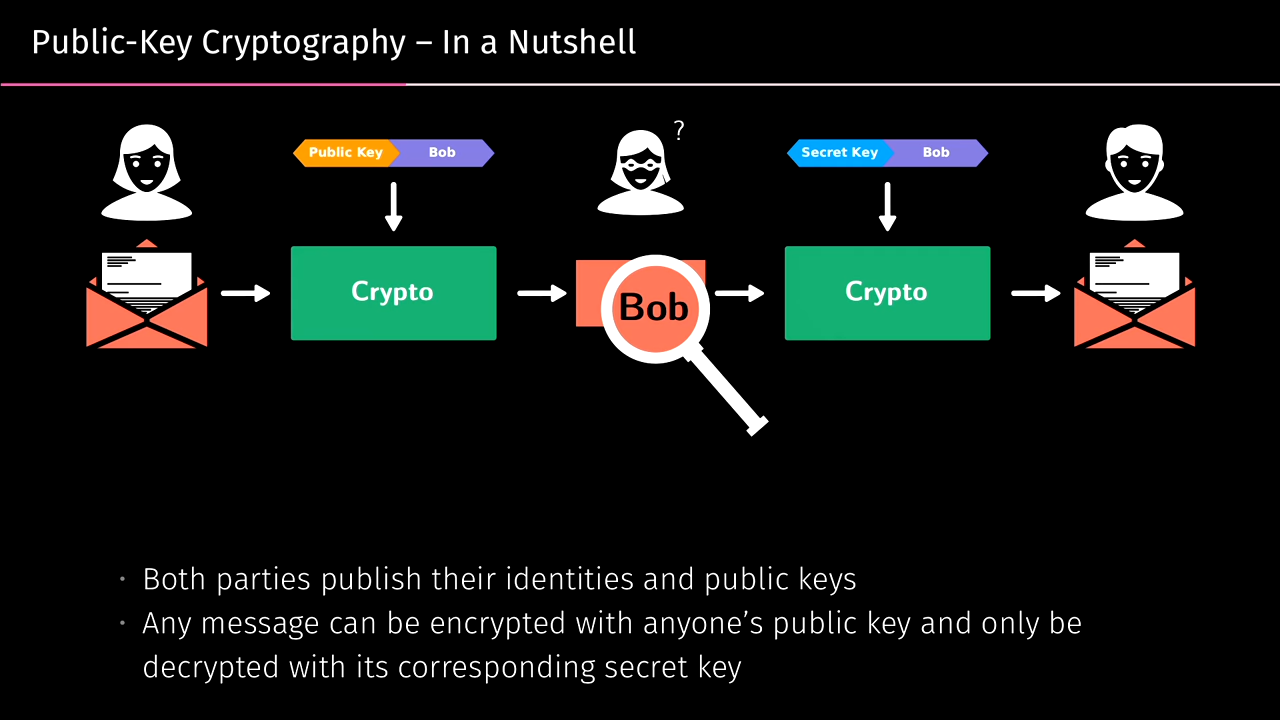 Public-Key Cryptography – In a Nutshell
?
Public Key Bob
Secret Key Bob
Crypto
Bob
Crypto
• Both parties publish their identities and public keys
• Any message can be encrypted with anyone’s public key and only be
decrypted with its corresponding secret key